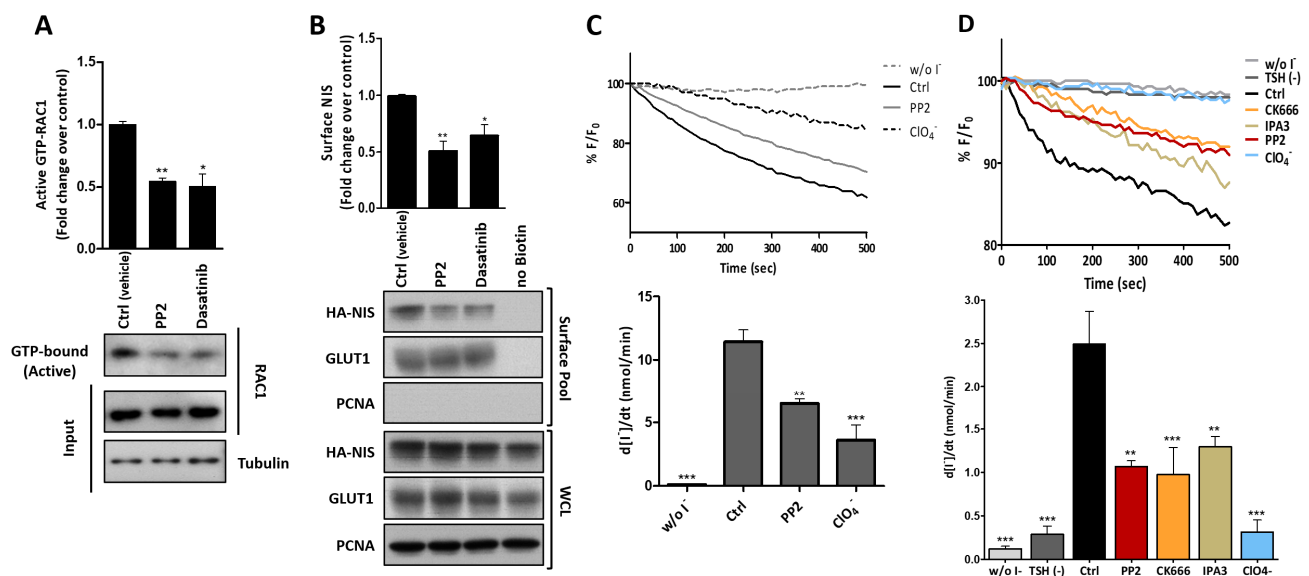 A
Active GTP-RAC1
(Fold change over control)
1.5
1.0
0.5
0.0
**
*
Ctrl (vehicle)
PP2
Dasatinib
GTP-bound
(Active)
Input
RAC1
Tubulin
B
Surface NIS
(Fold change over control)
1.5
1.0
0.5
0.0
**
*
Ctrl (vehicle)
PP2
Dasatinib
no Biotin
HA-NIS
GLUT1
PCNA
Surface Pool
HA-NIS
GLUT1
PCNA
WCL
C
% F/F0
100
80
60
0 100 200 300 400 500
Time (sec)
w/o I-
Ctrl
PP2
ClO4-
d[I-]/dt (nmol/min)
15
10
5
0
***
**
***
w/o I-
Ctrl
PP2
ClO4-
D
% F/F0
100
90
80
0 100 200 300 400 500
Time (sec)
w/o I-
TSH (-)
Ctrl
CK666
IPA3
PP2
ClO4-
d[I-]/dt (nmol/min)
3.0
2.5
2.0
1.5
1.0
0.5
0.0
***
***
**
***
**
***
w/o I-
TSH (-)
Ctrl
PP2
CK666
IPA3
ClO4-